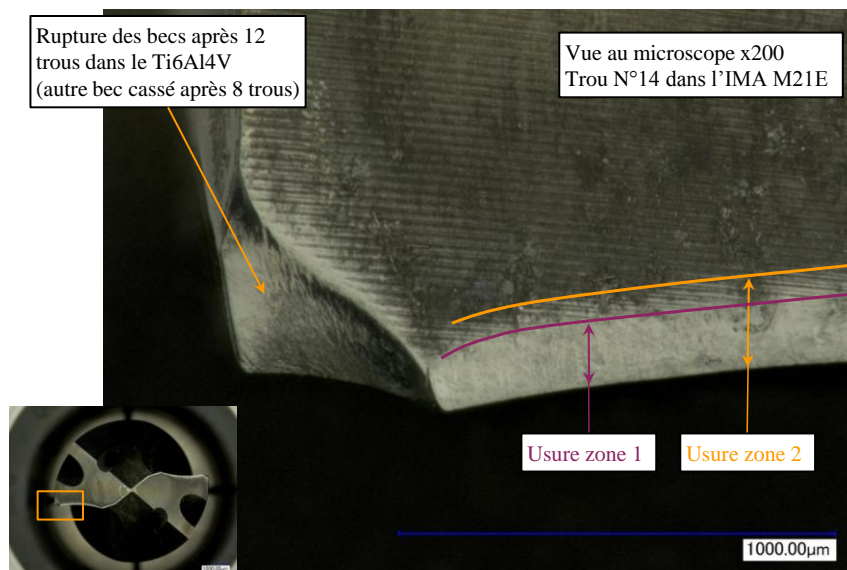 Rupture des becs après 12
trous dans le Ti6Al4V
(autre bec cassé après 8 trous)
Vue au microscope x200
Trou N°14 dans l'IMA M21E
Usure zone 1
Usure zone 2
1000.00µm